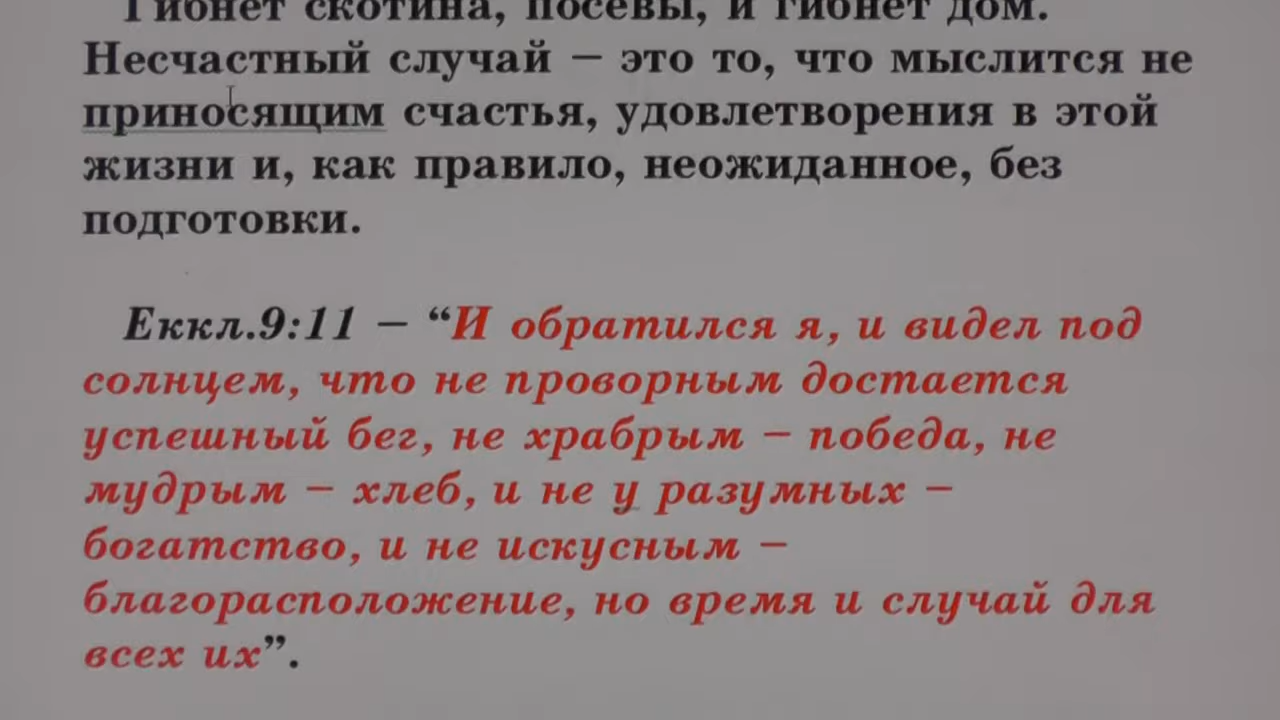 Гибнет скотина, посевы, и гибнет дом.
Несчастный случай – это то, что мыслится не
приносящим счастья, удовлетворения в этой
жизни и, как правило, неожиданное, без
подготовки.
Еккл.9:11 – “И обратился я, и видел под
солнцем, что не проворным достается
успешный бег, не храбрым – победа, не
мудрым – хлеб, и не у разумных –
богатство, и не искусным –
благорасположение, но время и случай для
всех их”.